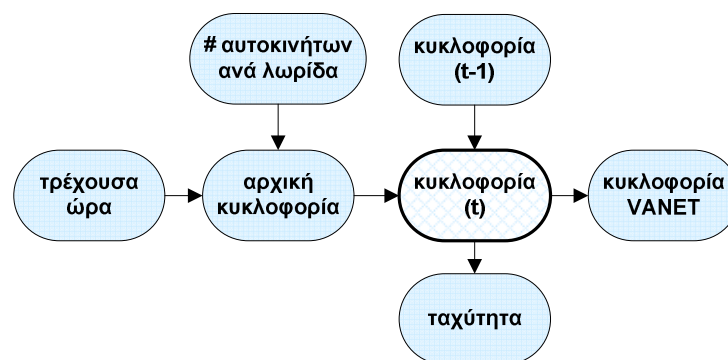 # αυτοκινήτων
ανά λωρίδα
κυκλοφορία
(t-1)
τρέχουσα
ώρα
αρχική
κυκλοφορία
κυκλοφορία
(t)
κυκλοφορία
VANET
ταχύτητα